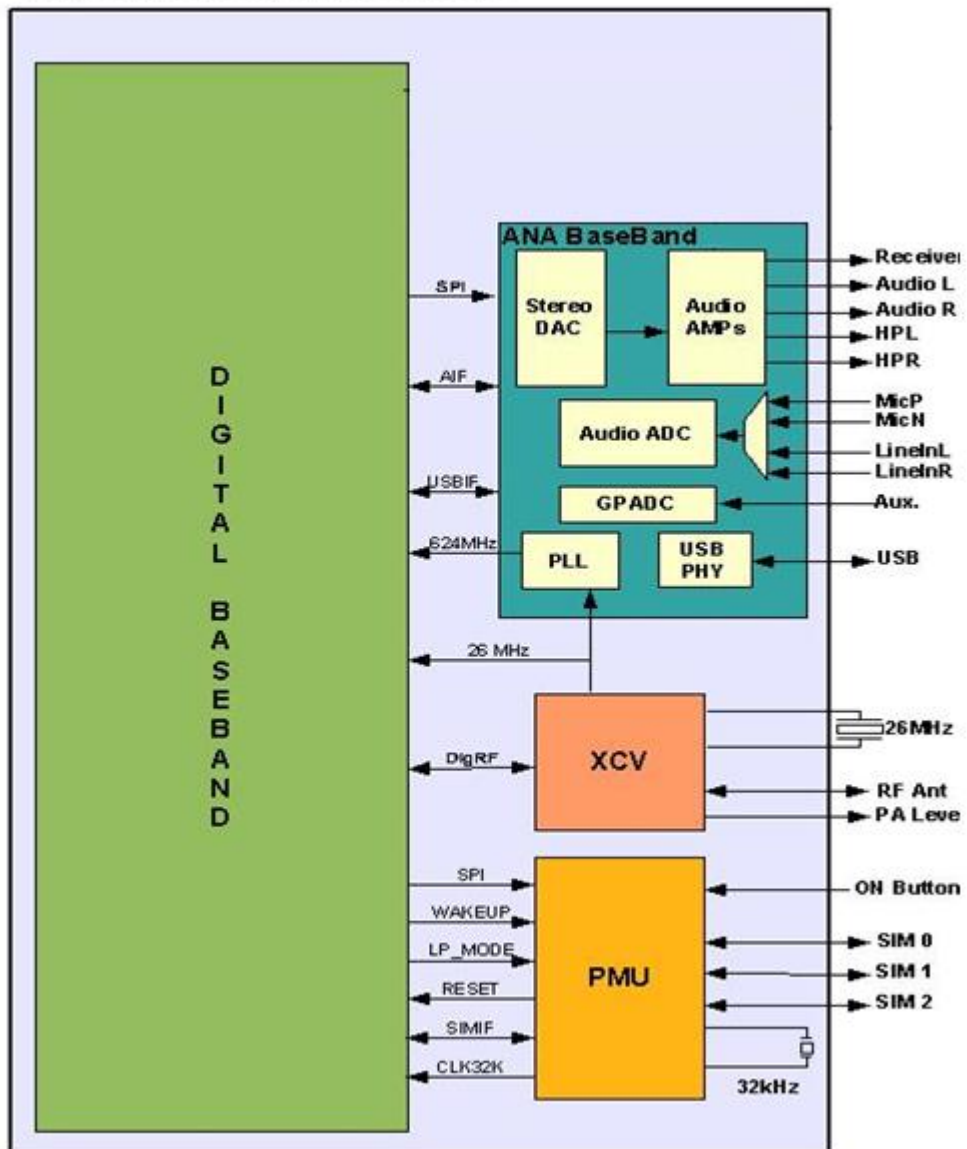 DIGITAL BASEBAND
ANA BaseBand
SPI
Stereo
DAC
Audio
AMPs
Receiver
Audio L
Audio R
HPL
HPR
AIF
Audio ADC
MicP
MicN
LineInL
LineInR
USBIF
GPADC
Aux.
624MHz
PLL
USB
PHY
USB
26 MHz
XCV
26MHz
DigRF
RF Ant
PA Leve
SPI
ON Button
WAKEUP
LP_MODE
PMU
SIM 0
SIM 1
SIM 2
RESET
SIMIF
CLK32K
32kHz